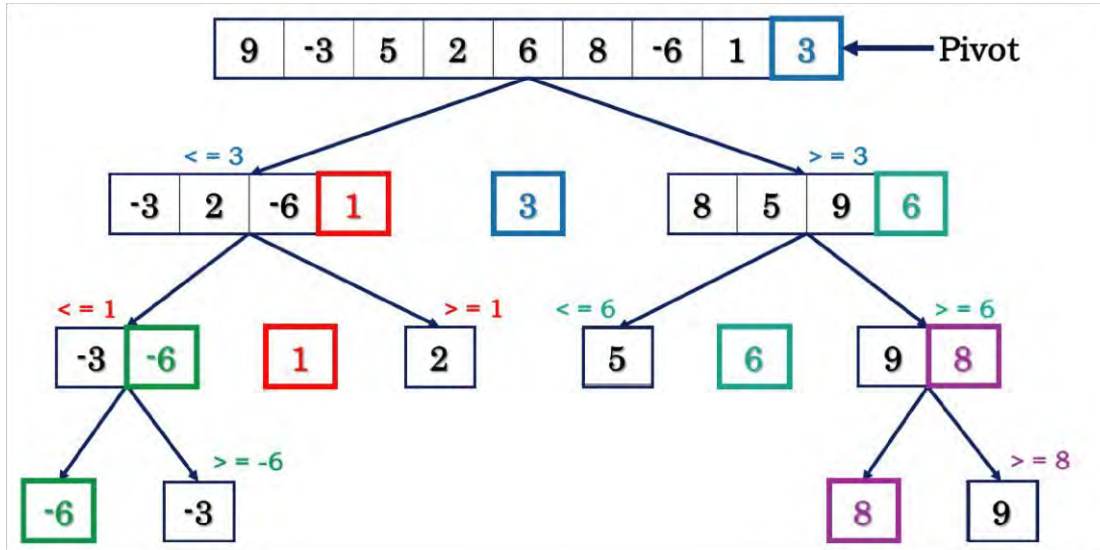 9 -3 5 2 6 8 -6 1 3 Pivot
< = 3 > = 3
-3 2 -6 1 3 8 5 9 6
< = 1 > = 1 < = 6 > = 6
-3 -6 1 2 5 6 9 8
> = -6 > = 8
-6 -3 8 9